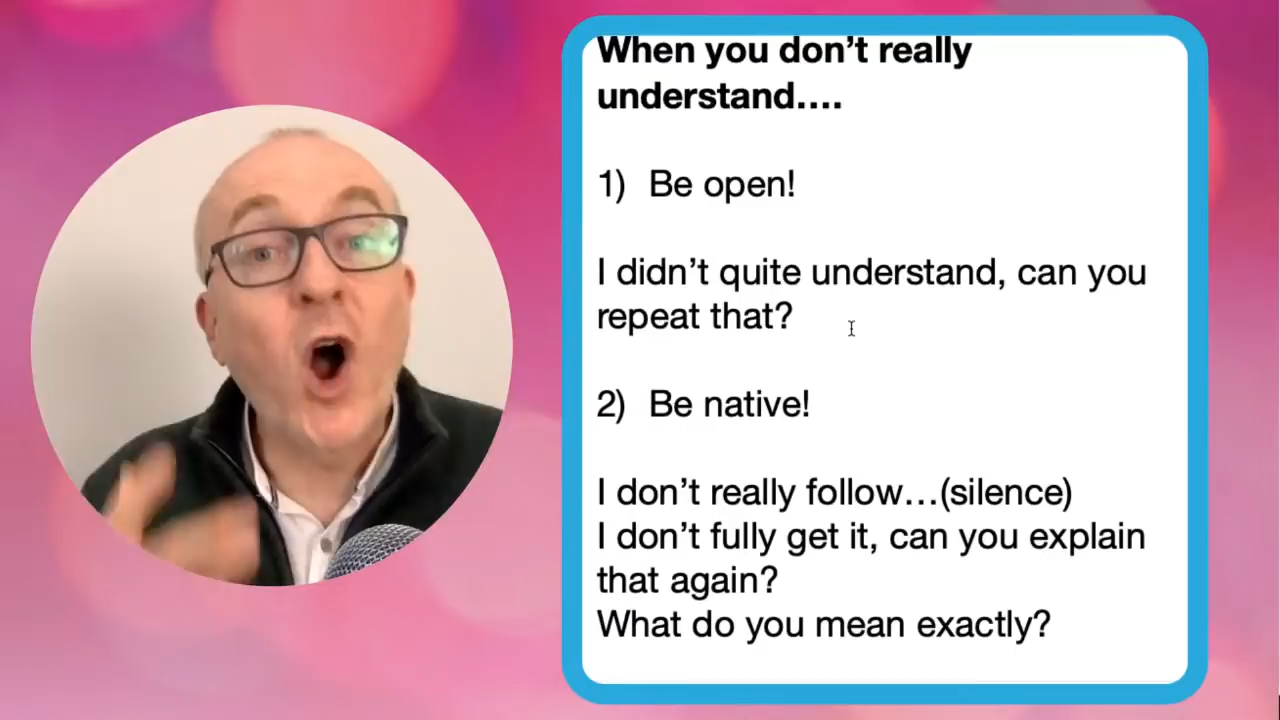 When you don’t really
understand….
1) Be open!
I didn’t quite understand, can you
repeat that?
2) Be native!
I don’t really follow…(silence)
I don’t fully get it, can you explain
that again?
What do you mean exactly?